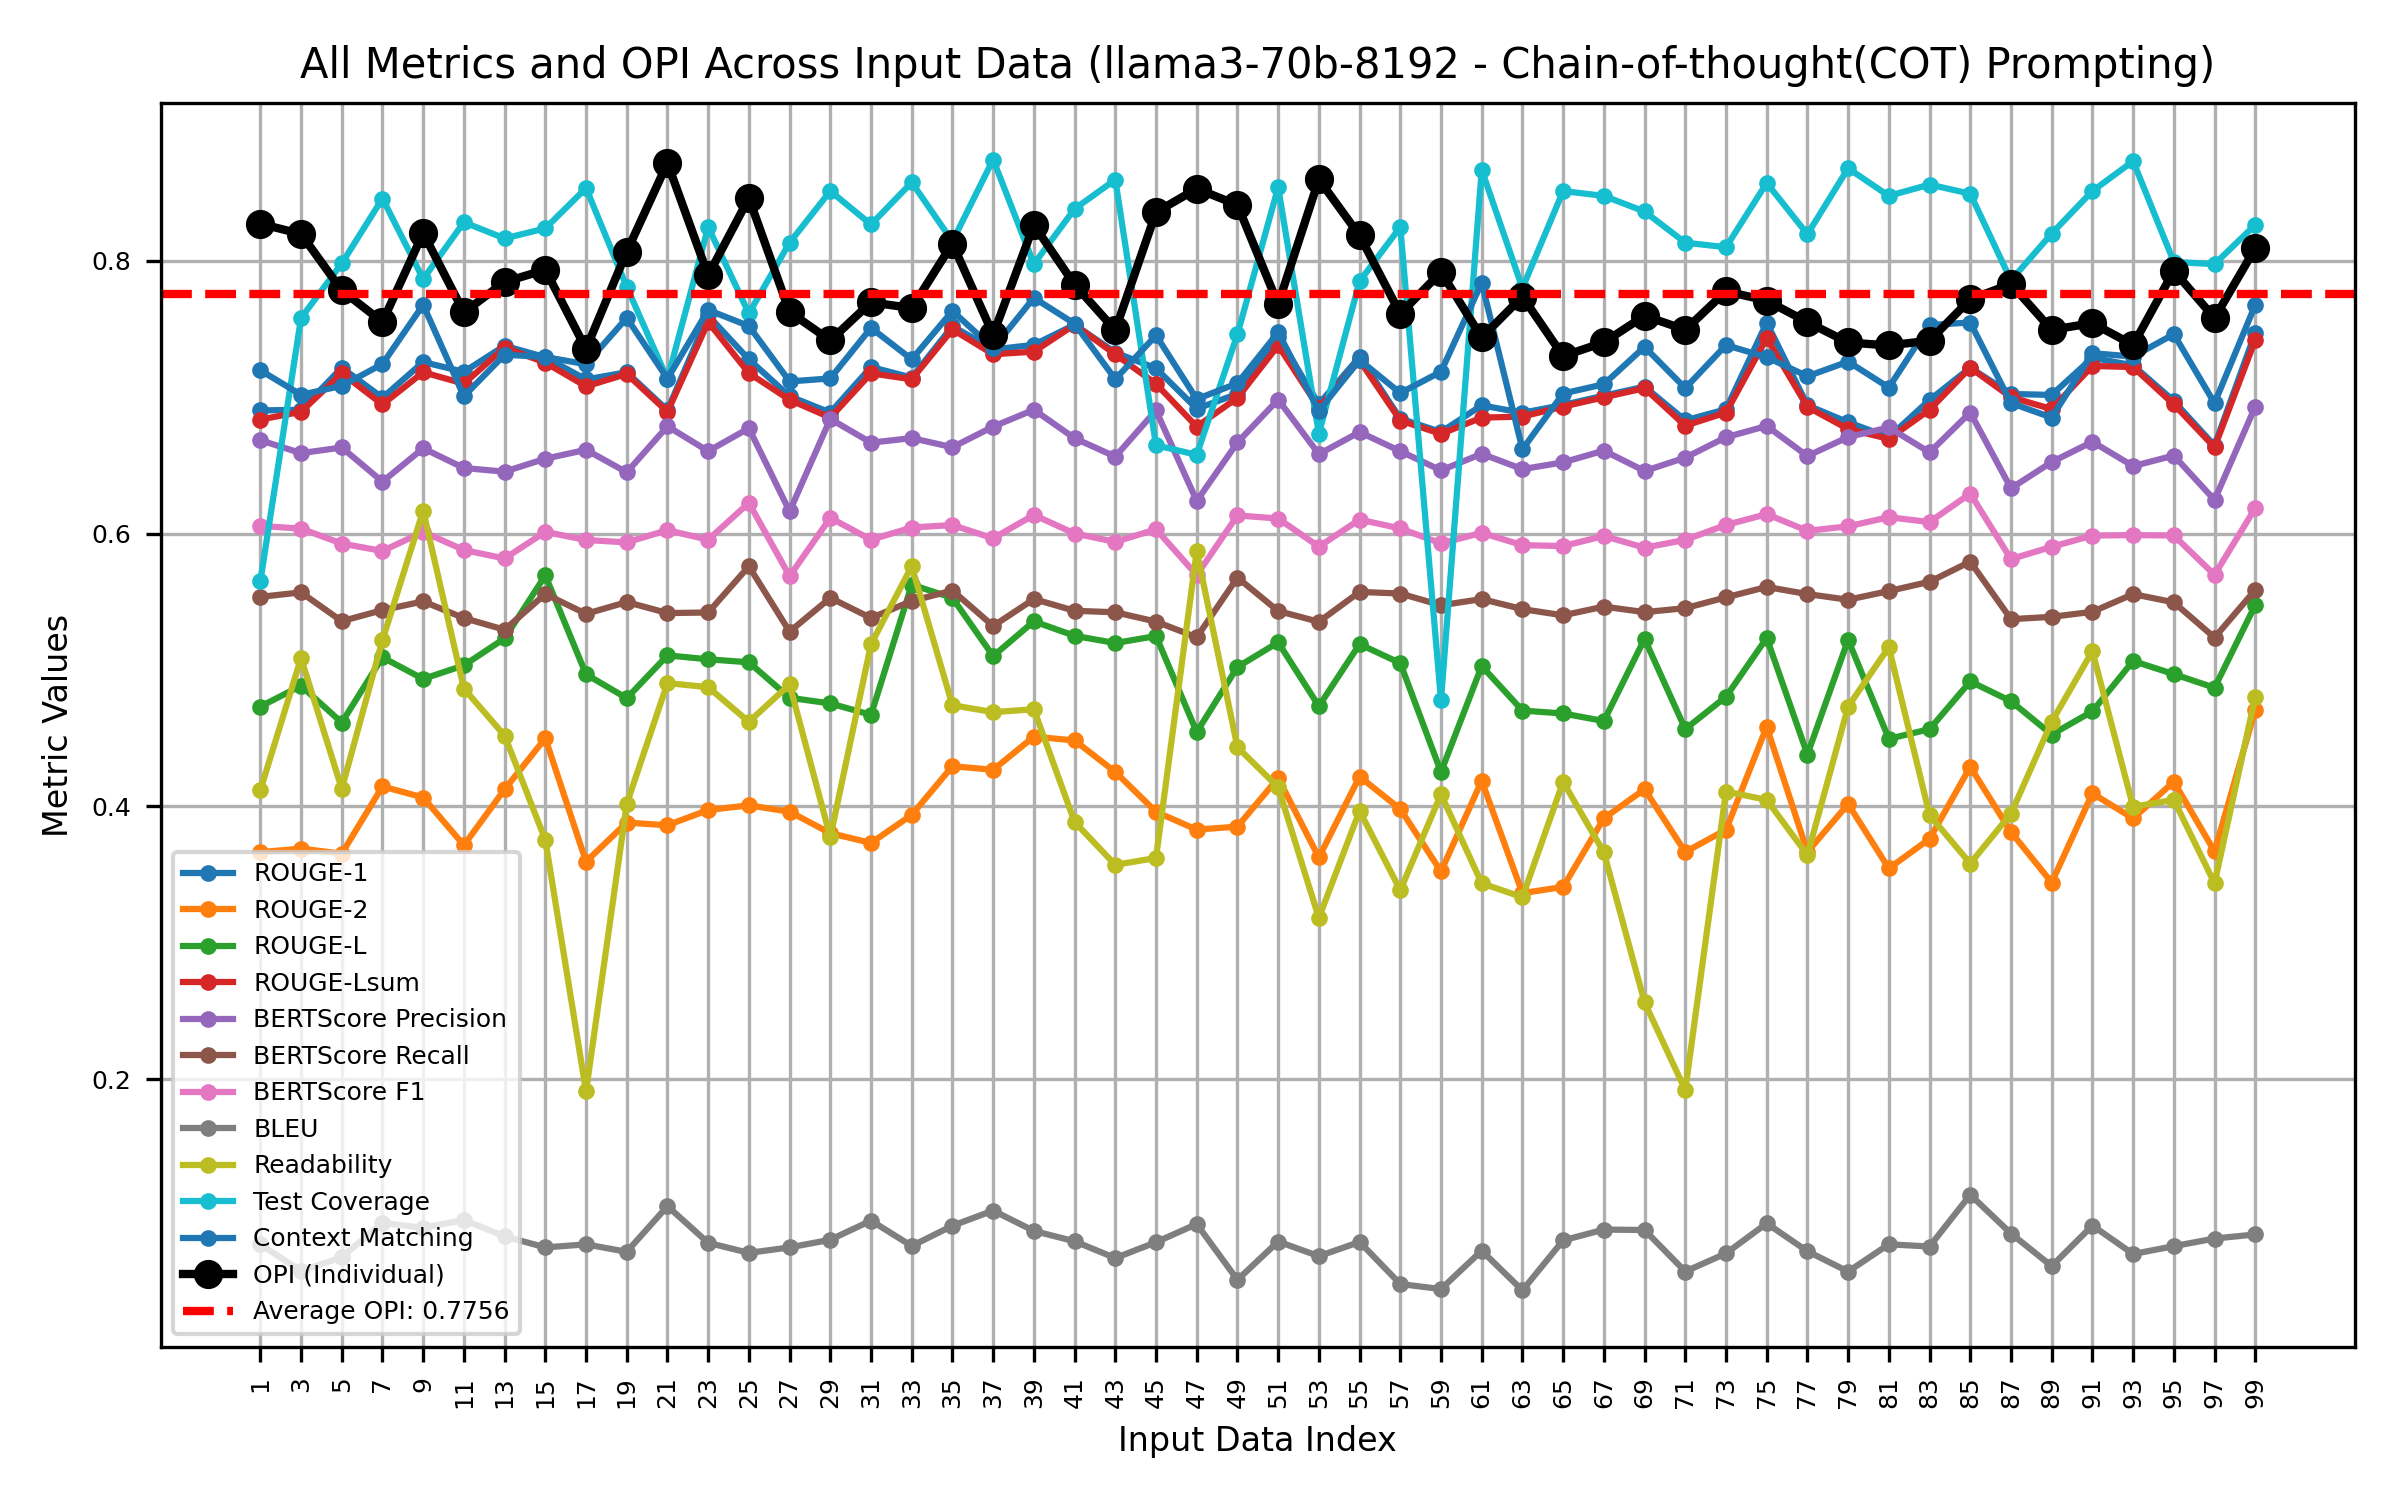 All Metrics and OPI Across Input Data (llama3-70b-8192 - Chain-of-thought(COT) Prompting)
Metric Values
0.8
0.6
0.4
0.2
ROUGE-1
ROUGE-2
ROUGE-L
ROUGE-Lsum
BERTScore Precision
BERTScore Recall
BERTScore F1
BLEU
Readability
Test Coverage
Context Matching
OPI (Individual)
Average OPI: 0.7756
1 3 5 7 9 11 13 15 17 19 21 23 25 27 29 31 33 35 37 39 41 43 45 47 49 51 53 55 57 59 61 63 65 67 69 71 73 75 77 79 81 83 85 87 89 91 93 95 97 99
Input Data Index